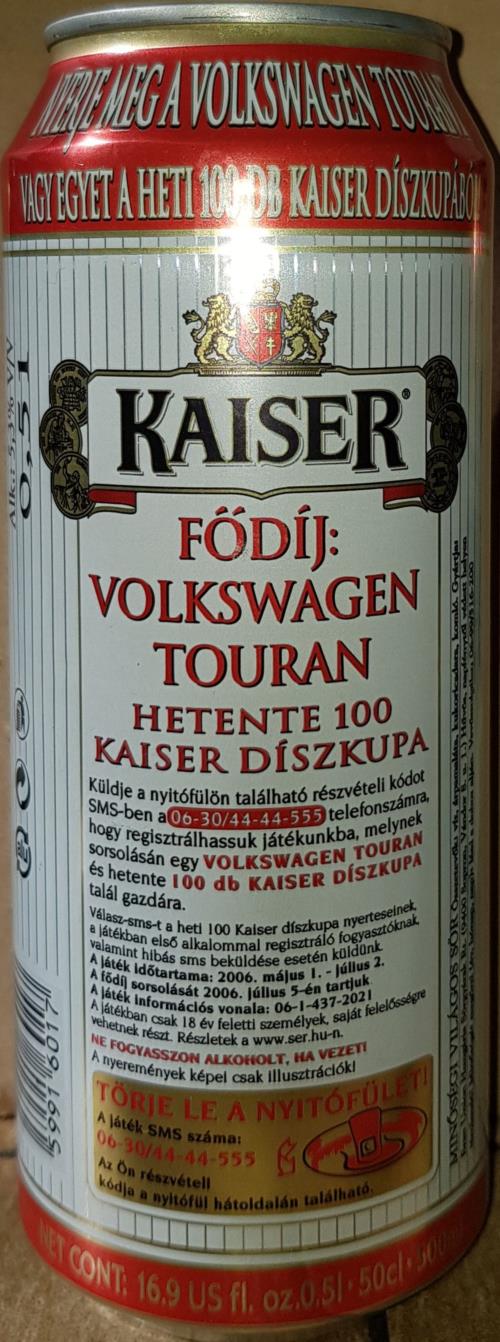 NYERJE MEG A VOLKSWAGEN TOURAN
VAGY EGYET A HETI 100 DB KAISER DÍSZKUPÁBÓL
KAISER®
FŐDÍJ:
VOLKSWAGEN
TOURAN
HETENTE 100
KAISER DÍSZKUPA
Küldje a nyitófülön található részvételi kódot
SMS-ben a 06-30/44-44-555 telefonszámra,
hogy regisztrálhassuk játékunkba, melynek
sorsolásán egy VOLKSWAGEN TOURAN
és hetente 100 db KAISER DÍSZKUPA
talál gazdára.
Válasz-sms-t a heti 100 Kaiser díszkupa nyerteseinek,
a játékban első alkalommal regisztráló fogyasztóknak,
valamint hibás sms beküldése esetén küldünk.
A játék időtartama: 2006. május 1. - július 2.
A fődíj sorsolását 2006. július 5-én tartjuk.
A játék információs vonala: 06-1-437-2021
A játékban csak 18 év feletti személyek, saját felelősségre
vehetnek részt. Részletek a www.ser.hu-n.
NE FOGYASSZON ALKOHOLT, HA VEZET!
A nyeremények képei csak illusztrációk!
TÖRJE LE A NYITÓFÜLET!
A játék SMS száma:
06-30/44-44-555
Az Ön részvételi
kódja a nyitófül hátoldalán található.
NET CONT: 16.9 US fl. oz.0.5l · 50cl · 500ml
Alk.: 5,3% V/V
0,5 l
5991 6017
MINŐSÉGI VILÁGOS SÖR